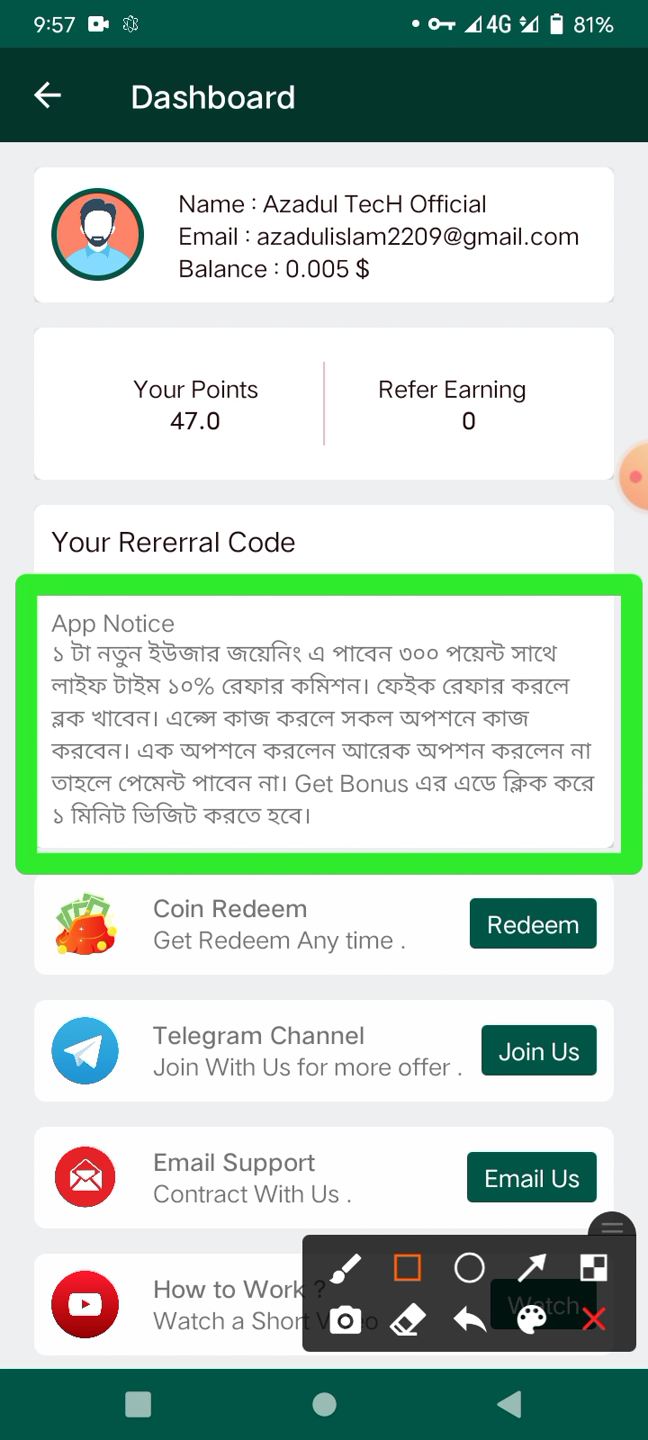 9:57
4G 81%
Dashboard
Name : Azadul TecH Official
Email : azadulislam2209@gmail.com
Balance : 0.005 $
Your Points
47.0
Refer Earning
0
Your Rererral Code
App Notice
১ টা নতুন ইউজার জয়েনিং এ পাবেন ৩০০ পয়েন্ট সাথে
লাইফ টাইম ১০% রেফার কমিশন। ফেইক রেফার করলে
ব্লক খাবেন। এপ্সে কাজ করলে সকল অপশনে কাজ
করবেন। এক অপশনে করলেন আরেক অপশন করলেন না
তাহলে পেমেন্ট পাবেন না। Get Bonus এর এডে ক্লিক করে
১ মিনিট ভিজিট করতে হবে।
Coin Redeem
Get Redeem Any time .
Redeem
Telegram Channel
Join With Us for more offer .
Join Us
Email Support
Contract With Us .
Email Us
How to Work ?
Watch a Short Video
Watch